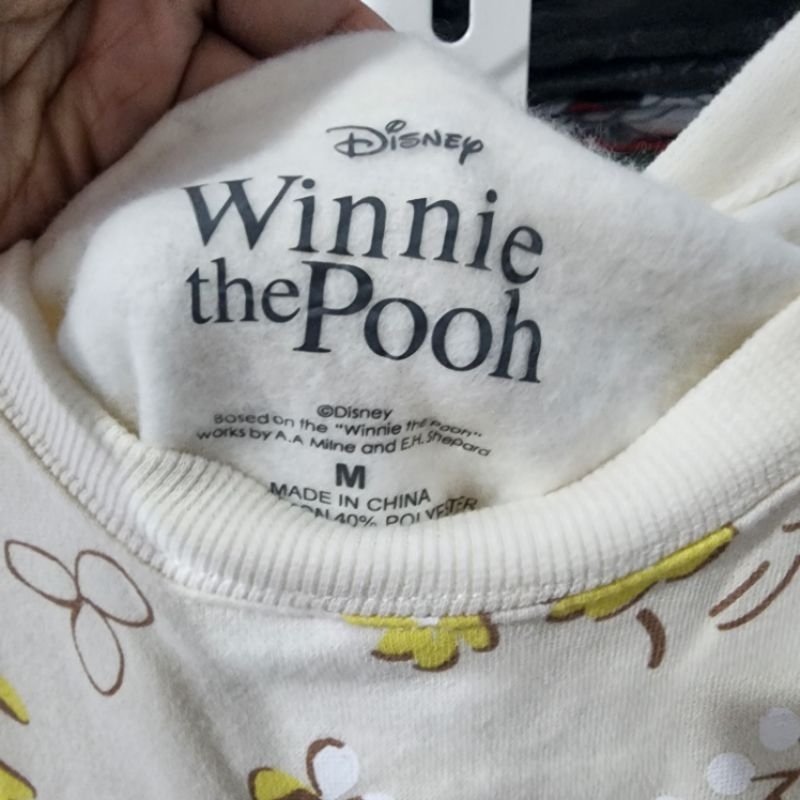 Disney
Winnie
the Pooh
©Disney
Based on the "Winnie the Pooh"
works by A.A Milne and E.H. Shepard
M
MADE IN CHINA
40% POLYESTER